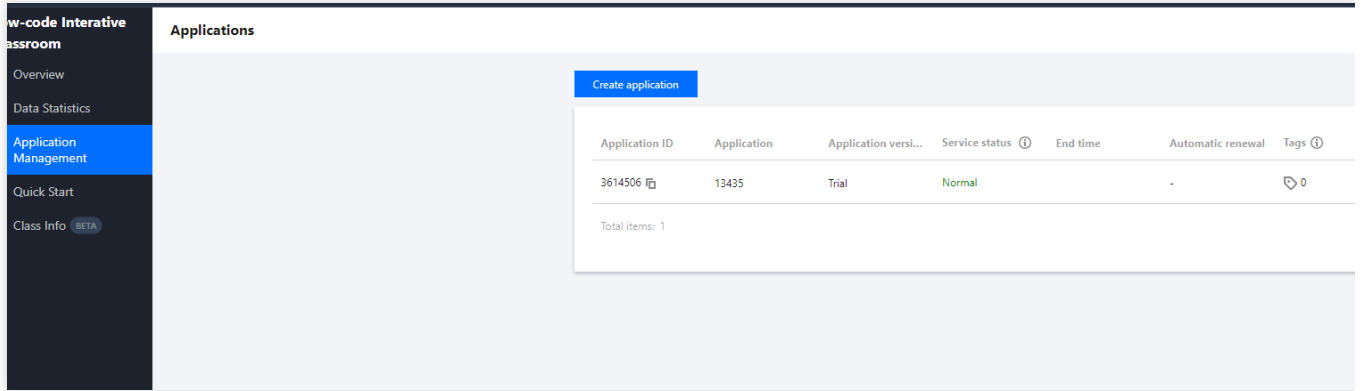 ow-code Interative
assroom
Applications
Overview
Data Statistics
Application
Management
Quick Start
Class Info BETA
Create application
Application ID Application Application versi... Service status End time Automatic renewal Tags
3614506 13435 Trial Normal - 0
Total items: 1